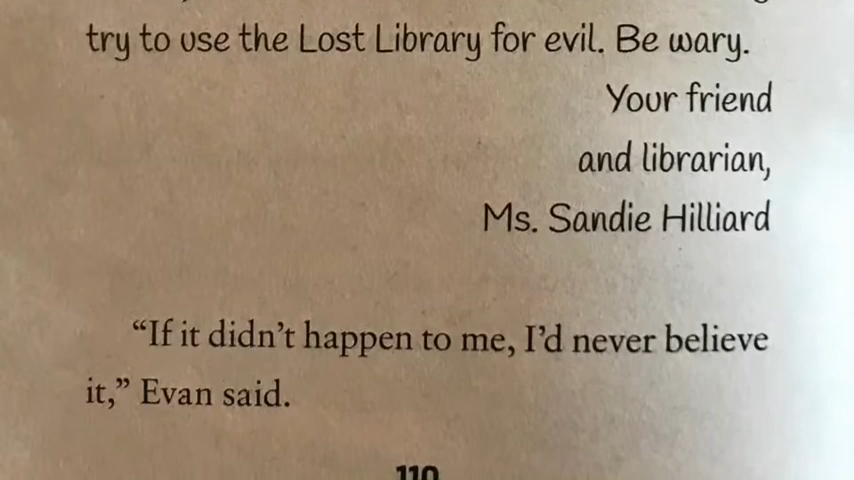 try to use the Lost Library for evil. Be wary.
Your friend
and librarian,
Ms. Sandie Hilliard
“If it didn’t happen to me, I’d never believe
it,” Evan said.
110